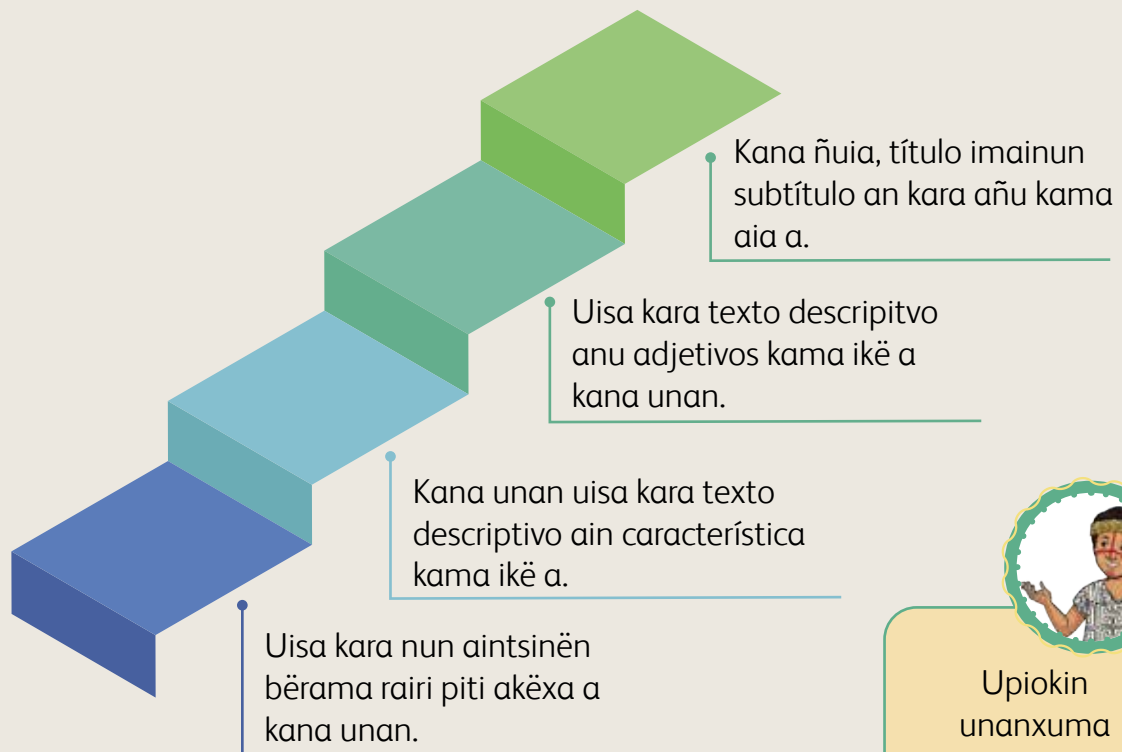 Kana ñuia, título imainun
subtítulo an kara añu kama
aia a.
Uisa kara texto descripitvo
anu adjetivos kama ikë a
kana unan.
Kana unan uisa kara texto
descriptivo ain característica
kama ikë a.
Uisa kara nun aintsinën
bërama rairi piti akëxa a
kana unan.
Upiokin
unanxuma